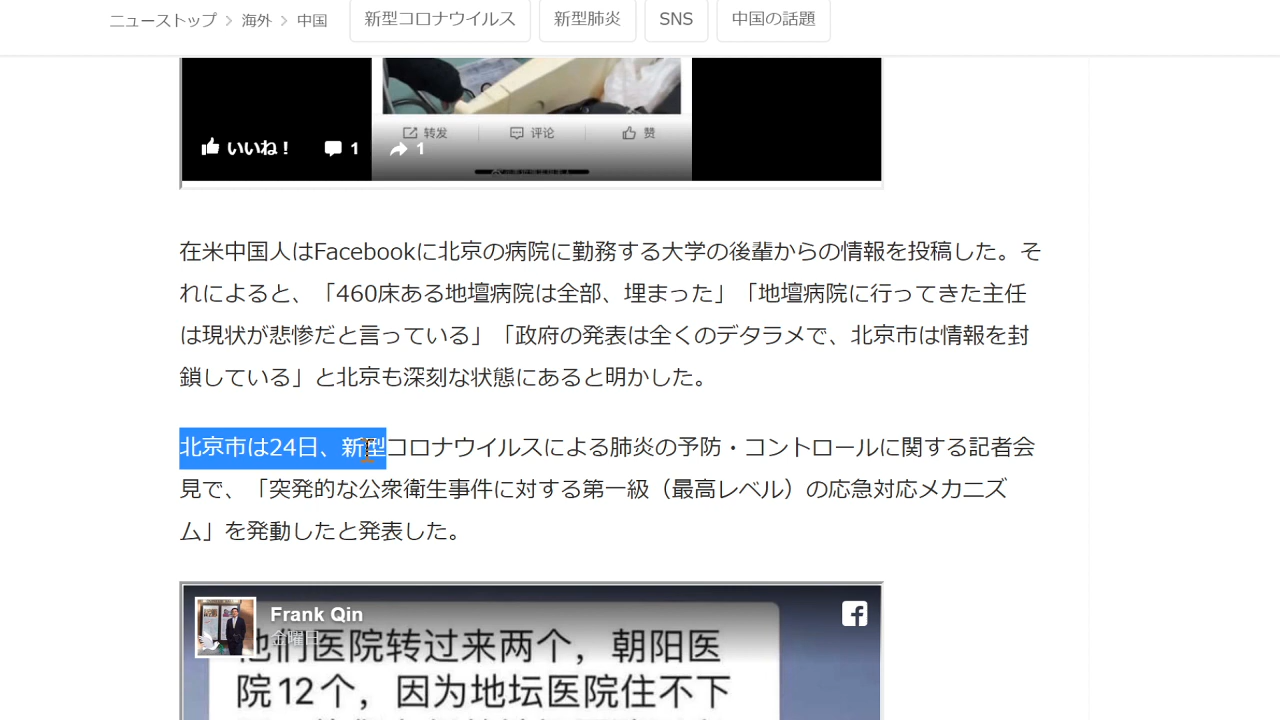 ニューストップ > 海外 > 中国 新型コロナウイルス 新型肺炎 SNS 中国の話題
转发 评论 赞
いいね！ 1 1
在米中国人はFacebookに北京の病院に勤務する大学の後輩からの情報を投稿した。そ
れによると、「460床ある地壇病院は全部、埋まった」「地壇病院に行ってきた主任
は現状が悲惨だと言っている」「政府の発表は全くのデタラメで、北京市は情報を封
鎖している」と北京も深刻な状態にあると明かした。
北京市は24日、新型コロナウイルスによる肺炎の予防・コントロールに関する記者会
見で、「突発的な公衆衛生事件に対する第一級（最高レベル）の応急対応メカニズ
ム」を発動したと発表した。
Frank Qin
金曜日
他们医院转过来两个，朝阳医
院12个，因为地坛医院住不下